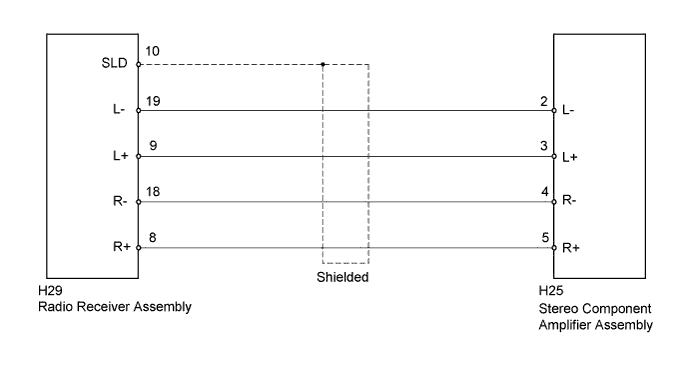 10
SLD
19
L-
2
L-
9
L+
3
L+
18
R-
4
R-
8
R+
5
R+
Shielded
H29
Radio Receiver Assembly
H25
Stereo Component
Amplifier Assembly